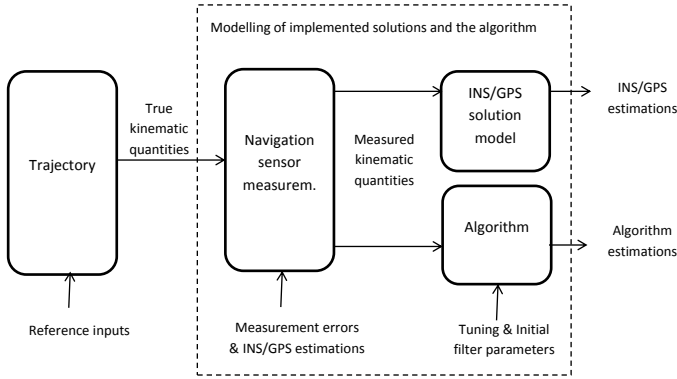 Modelling of implemented solutions and the algorithm
Trajectory
True
kinematic
quantities
Navigation
sensor
measurem.
Measured
kinematic
quantities
INS/GPS
solution
model
INS/GPS
estimations
Algorithm
Algorithm
estimations
Reference inputs
Measurement errors
& INS/GPS estimations
Tuning & Initial
filter parameters